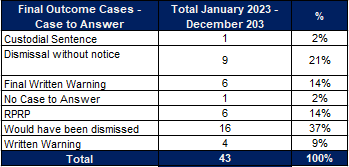 Final Outcome Cases - Case to Answer Total January 2023 - December 203 %
Custodial Sentence 1 2%
Dismissal without notice 9 21%
Final Written Warning 6 14%
No Case to Answer 1 2%
RPRP 6 14%
Would have been dismissed 16 37%
Written Warning 4 9%
Total 43 100%